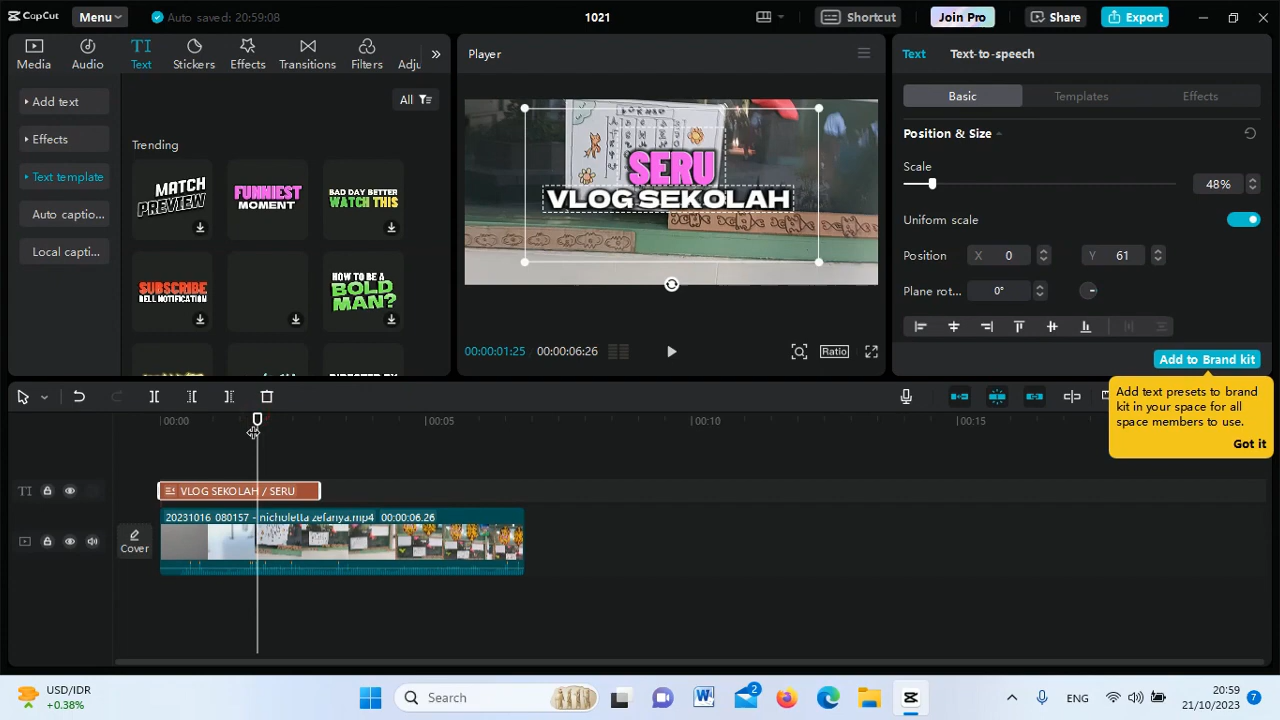 CapCut Menu Auto saved: 20:59:08 1021 Shortcut Join Pro Share Export
Media Audio Text Stickers Effects Transitions Filters Adju
Add text
Effects
Text template
Auto captio...
Local capti...
All
Trending
MATCH PREVIEW
FUNNIEST MOMENT
BAD DAY BETTER WATCH THIS
SUBSCRIBE BELL NOTIFICATION
HOW TO BE A BOLD MAN?
Player
SERU
VLOG SEKOLAH
00:00:01:25 00:00:06:26 Ratio
Text Text-to-speech
Basic Templates Effects
Position & Size
Scale
48%
Uniform scale
Position X 0 Y 61
Plane rot... 0°
Add to Brand kit
Add text presets to brand
kit in your space for all
space members to use.
Got it
00:00 00:05 00:10 00:15
TI VLOG SEKOLAH / SERU
20231016_080157 - nicholetta zefanya.mp4 00:00:06:26
Cover
USD/IDR
+0.38%
Search
2
ENG
20:59
21/10/2023
7